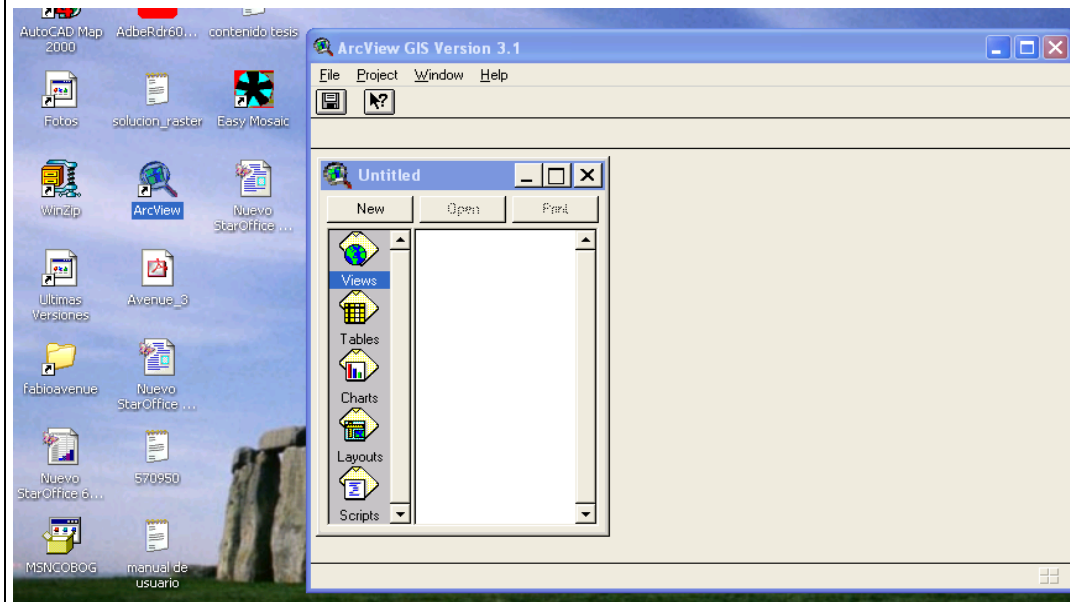 AutoCAD Map
2000
AdbeRdr60...
contenido tesis
Fotos
solucion_raster
Easy Mosaic
WinZip
ArcView
Nuevo
StarOffice ...
Ultimas
Versiones
Avenue_3
fabioavenue
Nuevo
StarOffice ...
Nuevo
StarOffice 6...
570950
MSNCOBOG
manual de
usuario
ArcView GIS Version 3.1
File Project Window Help
Untitled
New Open Print
Views
Tables
Charts
Layouts
Scripts